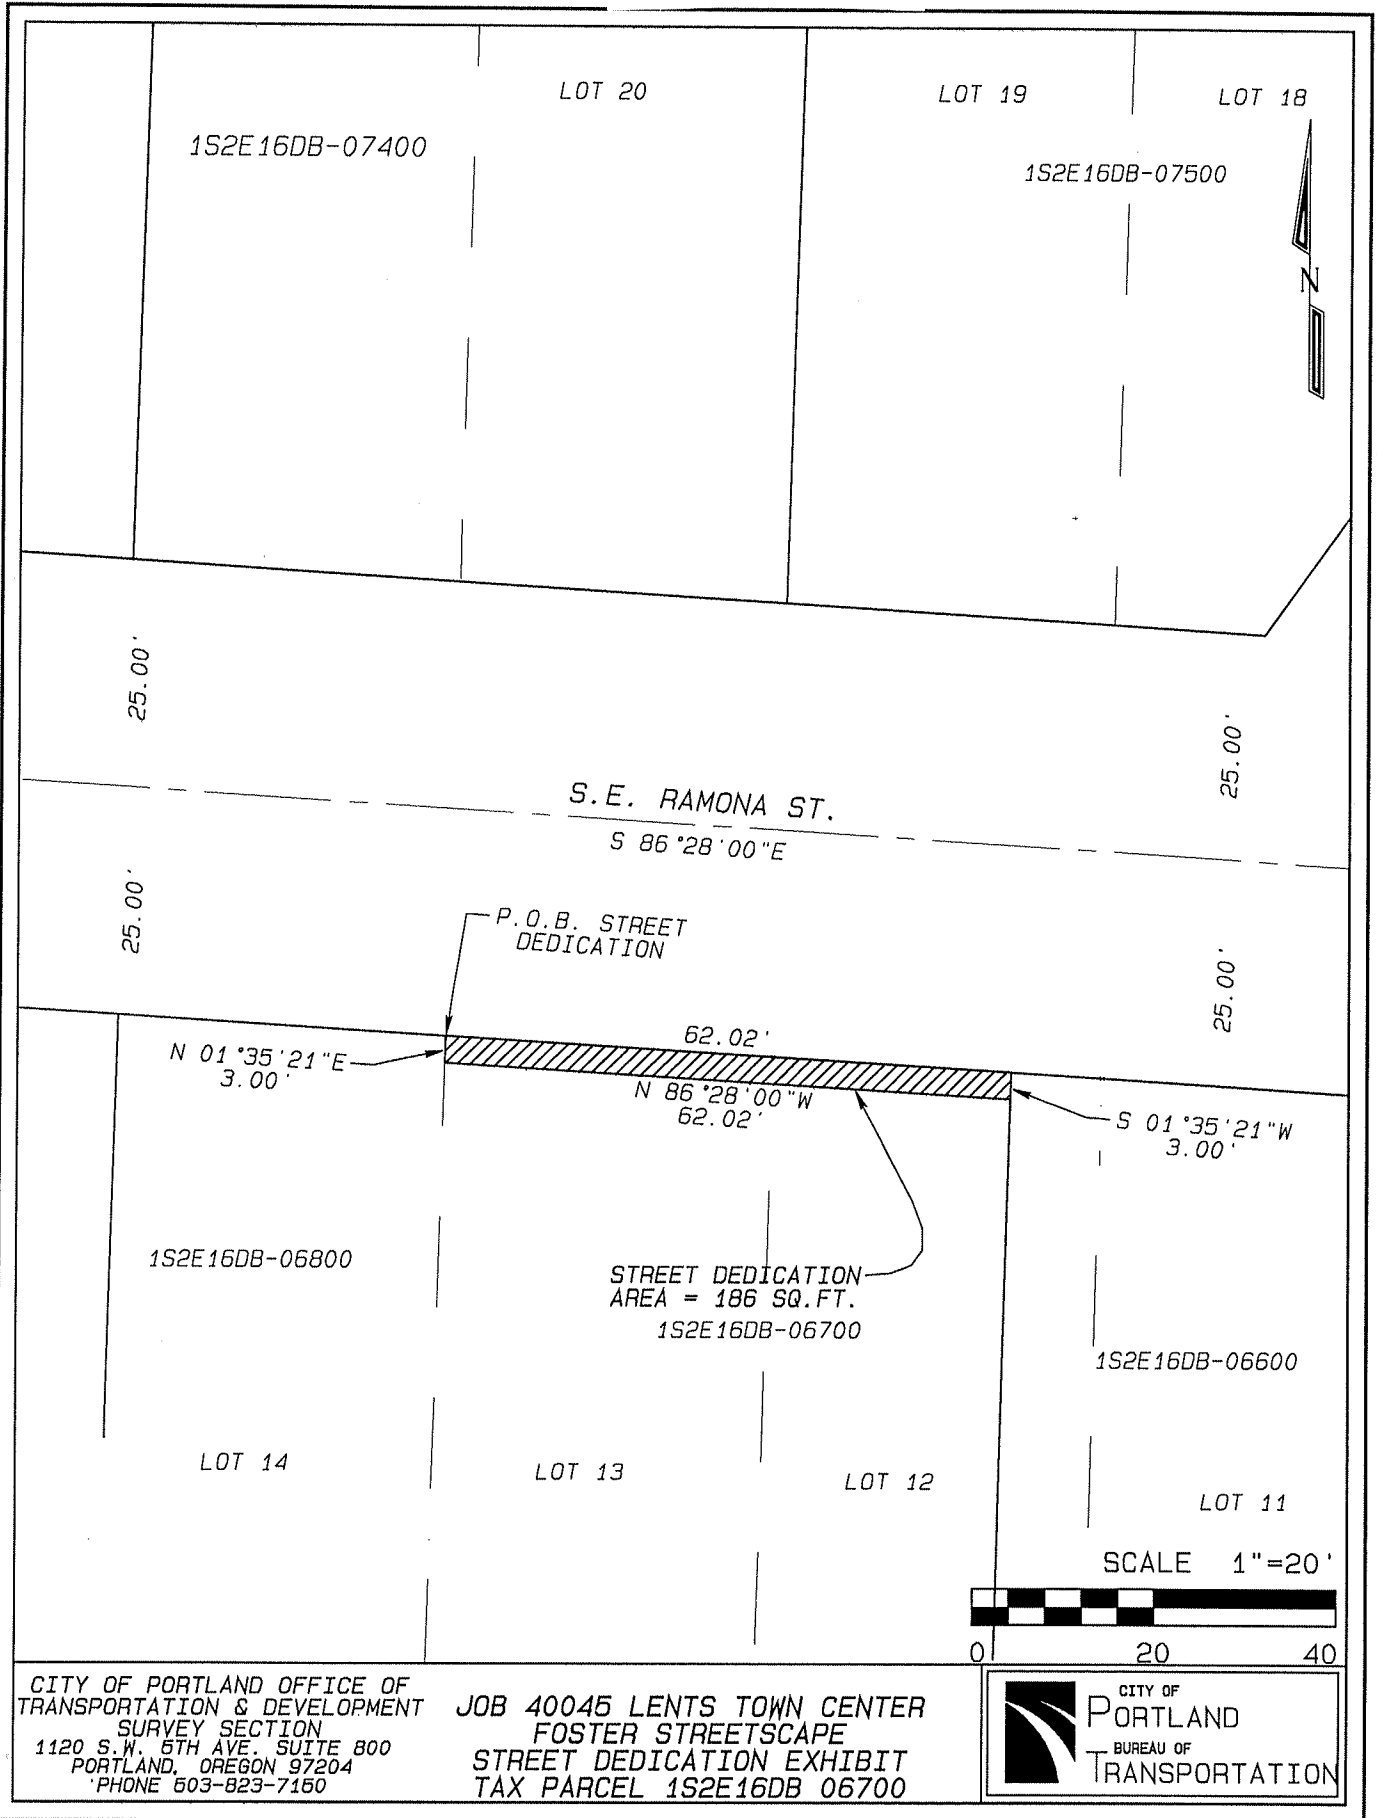 LOT 20
LOT 19
LOT 18
1S2E16DB-07400
1S2E16DB-07500
N
25.00'
25.00'
S.E. RAMONA ST.
S 86°28'00"E
25.00'
25.00'
P.O.B. STREET
DEDICATION
62.02'
N 01°35'21"E
3.00'
N 86°28'00"W
62.02'
S 01°35'21"W
3.00'
1S2E16DB-06800
STREET DEDICATION
AREA = 186 SQ.FT.
1S2E16DB-06700
1S2E16DB-06600
LOT 14
LOT 13
LOT 12
LOT 11
SCALE 1"=20'
0 20 40
CITY OF PORTLAND OFFICE OF
TRANSPORTATION & DEVELOPMENT
SURVEY SECTION
1120 S.W. 5TH AVE. SUITE 800
PORTLAND, OREGON 97204
PHONE 503-823-7150
JOB 40045 LENTS TOWN CENTER
FOSTER STREETSCAPE
STREET DEDICATION EXHIBIT
TAX PARCEL 1S2E16DB 06700
CITY OF
PORTLAND
BUREAU OF
TRANSPORTATION